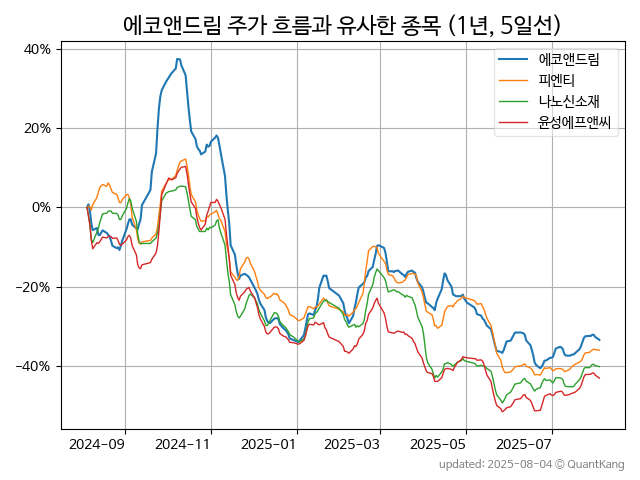 에코앤드림 주가 흐름과 유사한 종목 (1년, 5일선)
에코앤드림
피엔티
나노신소재
윤성에프앤씨
40%
20%
0%
−20%
−40%
2024-09
2024-11
2025-01
2025-03
2025-05
2025-07
updated: 2025-08-04 © QuantKang